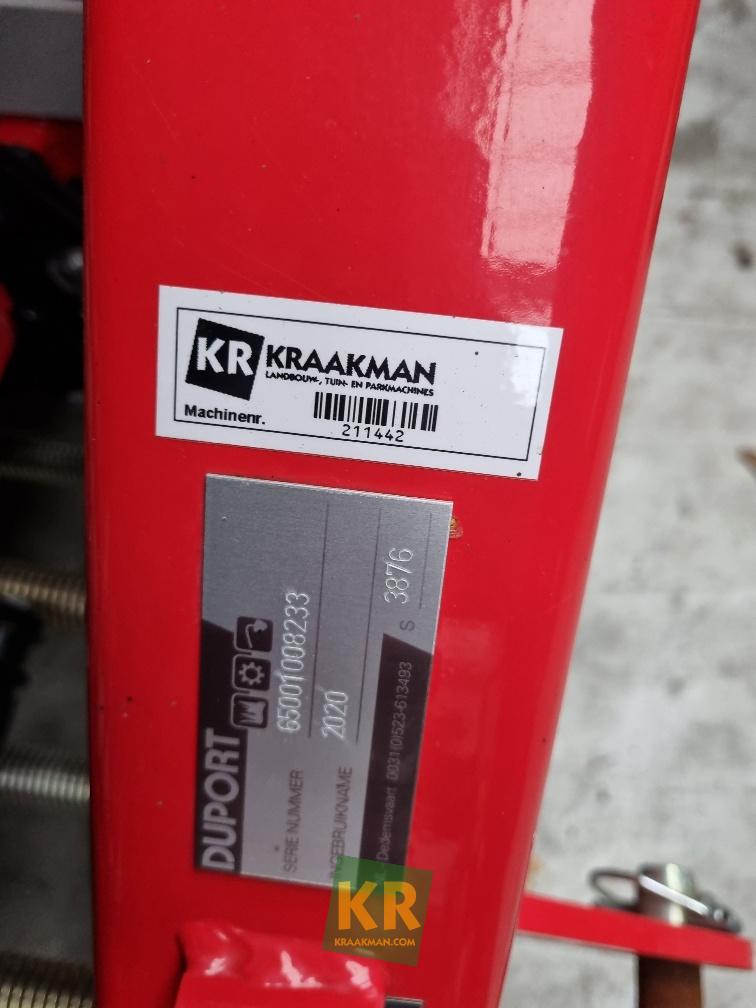 KR KRAAKMAN
LANDBOUW-, TUIN- EN PARKMACHINES
Machinenr.
211442
DUPORT
SERIE NUMMER 65001008233
INGEBRUIKNAME 2020
Dedemsvaart 0031(0)523-613493
S 3876
KR
KRAAKMAN.COM